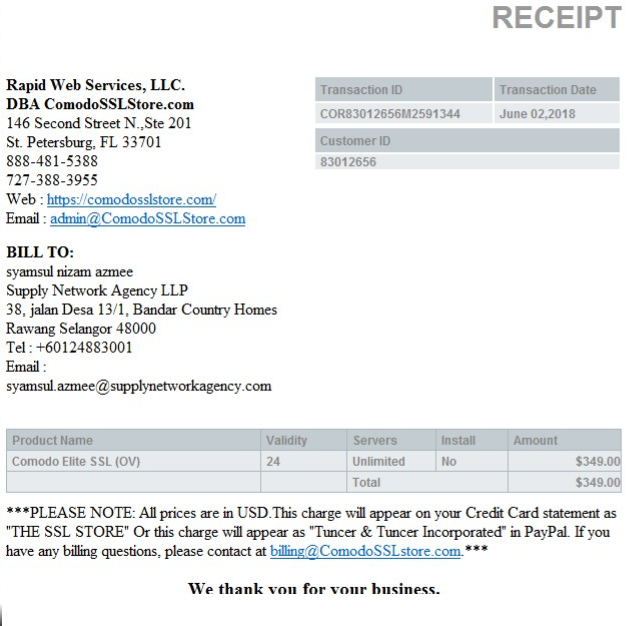 RECEIPT
Rapid Web Services, LLC.
DBA ComodoSSLStore.com
146 Second Street N.,Ste 201
St. Petersburg, FL 33701
888-481-5388
727-388-3955
Web : https://comodosslstore.com/
Email : admin@ComodoSSLStore.com
Transaction ID Transaction Date
COR83012656M2591344 June 02,2018
Customer ID
83012656
BILL TO:
syamsul nizam azmee
Supply Network Agency LLP
38, jalan Desa 13/1, Bandar Country Homes
Rawang Selangor 48000
Tel : +60124883001
Email :
syamsul.azmee@supplynetworkagency.com
Product Name Validity Servers Install Amount
Comodo Elite SSL (OV) 24 Unlimited No $349.00
Total $349.00
***PLEASE NOTE: All prices are in USD.This charge will appear on your Credit Card statement as
"THE SSL STORE" Or this charge will appear as "Tuncer & Tuncer Incorporated" in PayPal. If you
have any billing questions, please contact at billing@ComodoSSLstore.com.***
We thank you for your business.